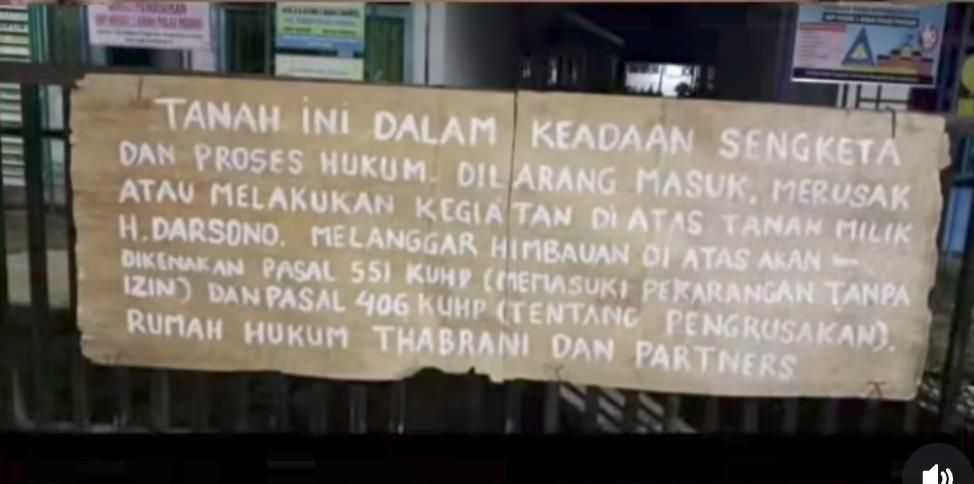 TANAH INI DALAM KEADAAN SENGKETA
DAN PROSES HUKUM. DILARANG MASUK, MERUSAK
ATAU MELAKUKAN KEGIATAN DI ATAS TANAH MILIK
H. DARSONO. MELANGGAR HIMBAUAN DI ATAS AKAN
DIKENAKAN PASAL 551 KUHP (MEMASUKI PEKARANGAN TANPA
IZIN) DAN PASAL 406 KUHP (TENTANG PENGRUSAKAN).
RUMAH HUKUM THABRANI DAN PARTNERS